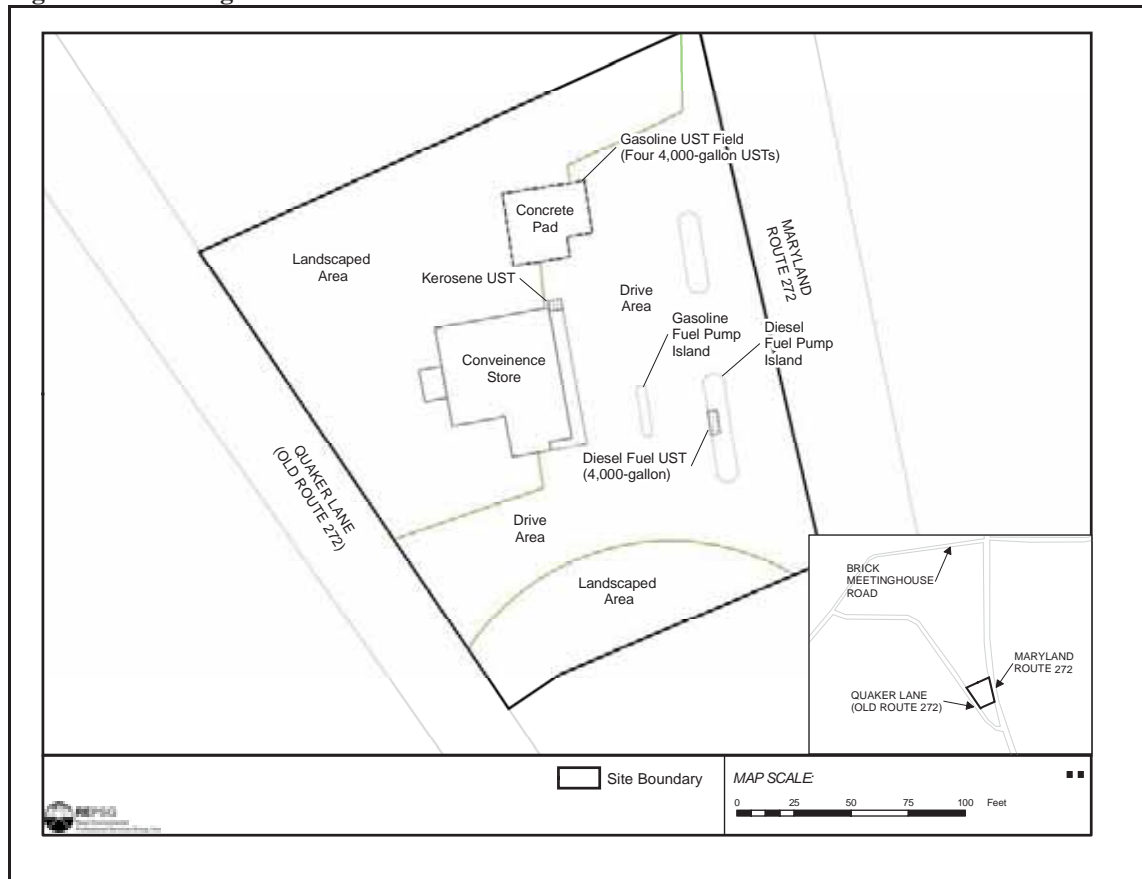 Gasoline UST Field
(Four 4,000-gallon USTs)
Concrete
Pad
Landscaped
Area
Kerosene UST
MARYLAND
ROUTE 272
Drive
Area
Gasoline
Fuel Pump
Island
Diesel
Fuel Pump
Island
Conveinence
Store
Diesel Fuel UST
(4,000-gallon)
QUAKER LANE
(OLD ROUTE 272)
Drive
Area
Landscaped
Area
BRICK
MEETINGHOUSE
ROAD
MARYLAND
ROUTE 272
QUAKER LANE
(OLD ROUTE 272)
Site Boundary
MAP SCALE:
0 25 50 75 100 Feet
REPSG